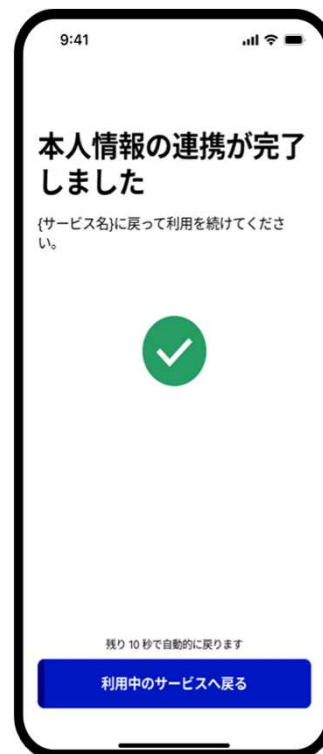 9:41
本人情報の連携が完了
しました
{サービス名}に戻って利用を続けてくださ
い。
残り 10 秒で自動的に戻ります
利用中のサービスへ戻る